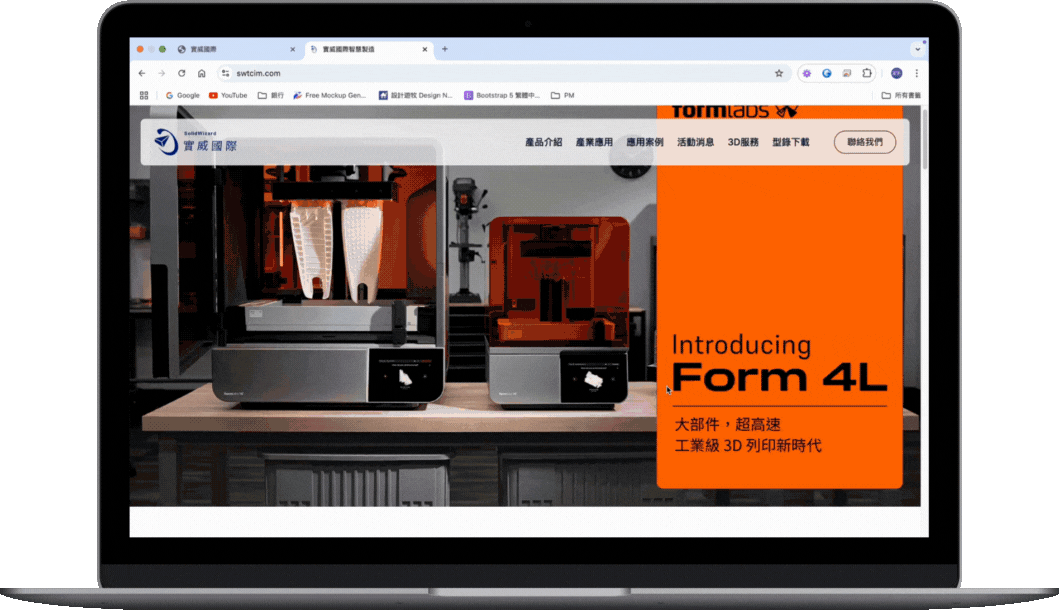 實威國際
實威國際智慧製造
swtcim.com
Google
YouTube
銀行
Free Mockup Gen...
設計遊牧 Design N...
Bootstrap 5 繁體中...
PM
所有書籤
formlabs
SolidWizard
實威國際
產品介紹
產業應用
應用案例
活動消息
3D服務
型錄下載
聯絡我們
Introducing
Form 4L
大部件，超高速
工業級 3D 列印新時代